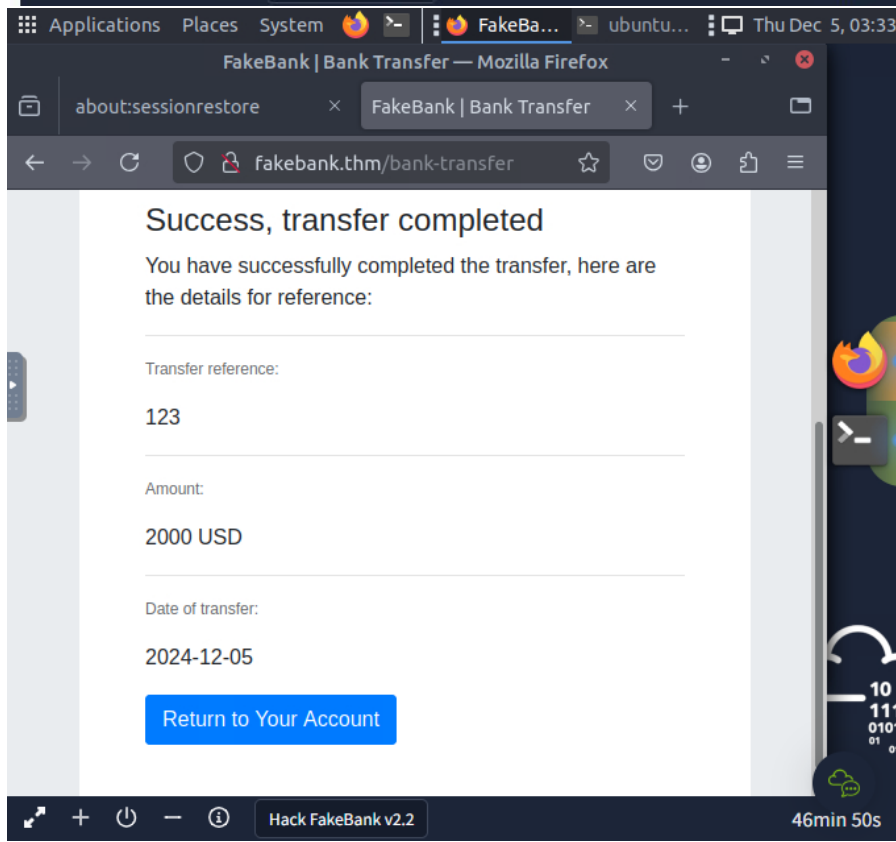 Applications Places System FakeBa... ubuntu... Thu Dec 5, 03:33
FakeBank | Bank Transfer — Mozilla Firefox
about:sessionrestore FakeBank | Bank Transfer
fakebank.thm/bank-transfer
Success, transfer completed
You have successfully completed the transfer, here are
the details for reference:
Transfer reference:
123
Amount:
2000 USD
Date of transfer:
2024-12-05
Return to Your Account
10
Hack FakeBank v2.2
46min 50s